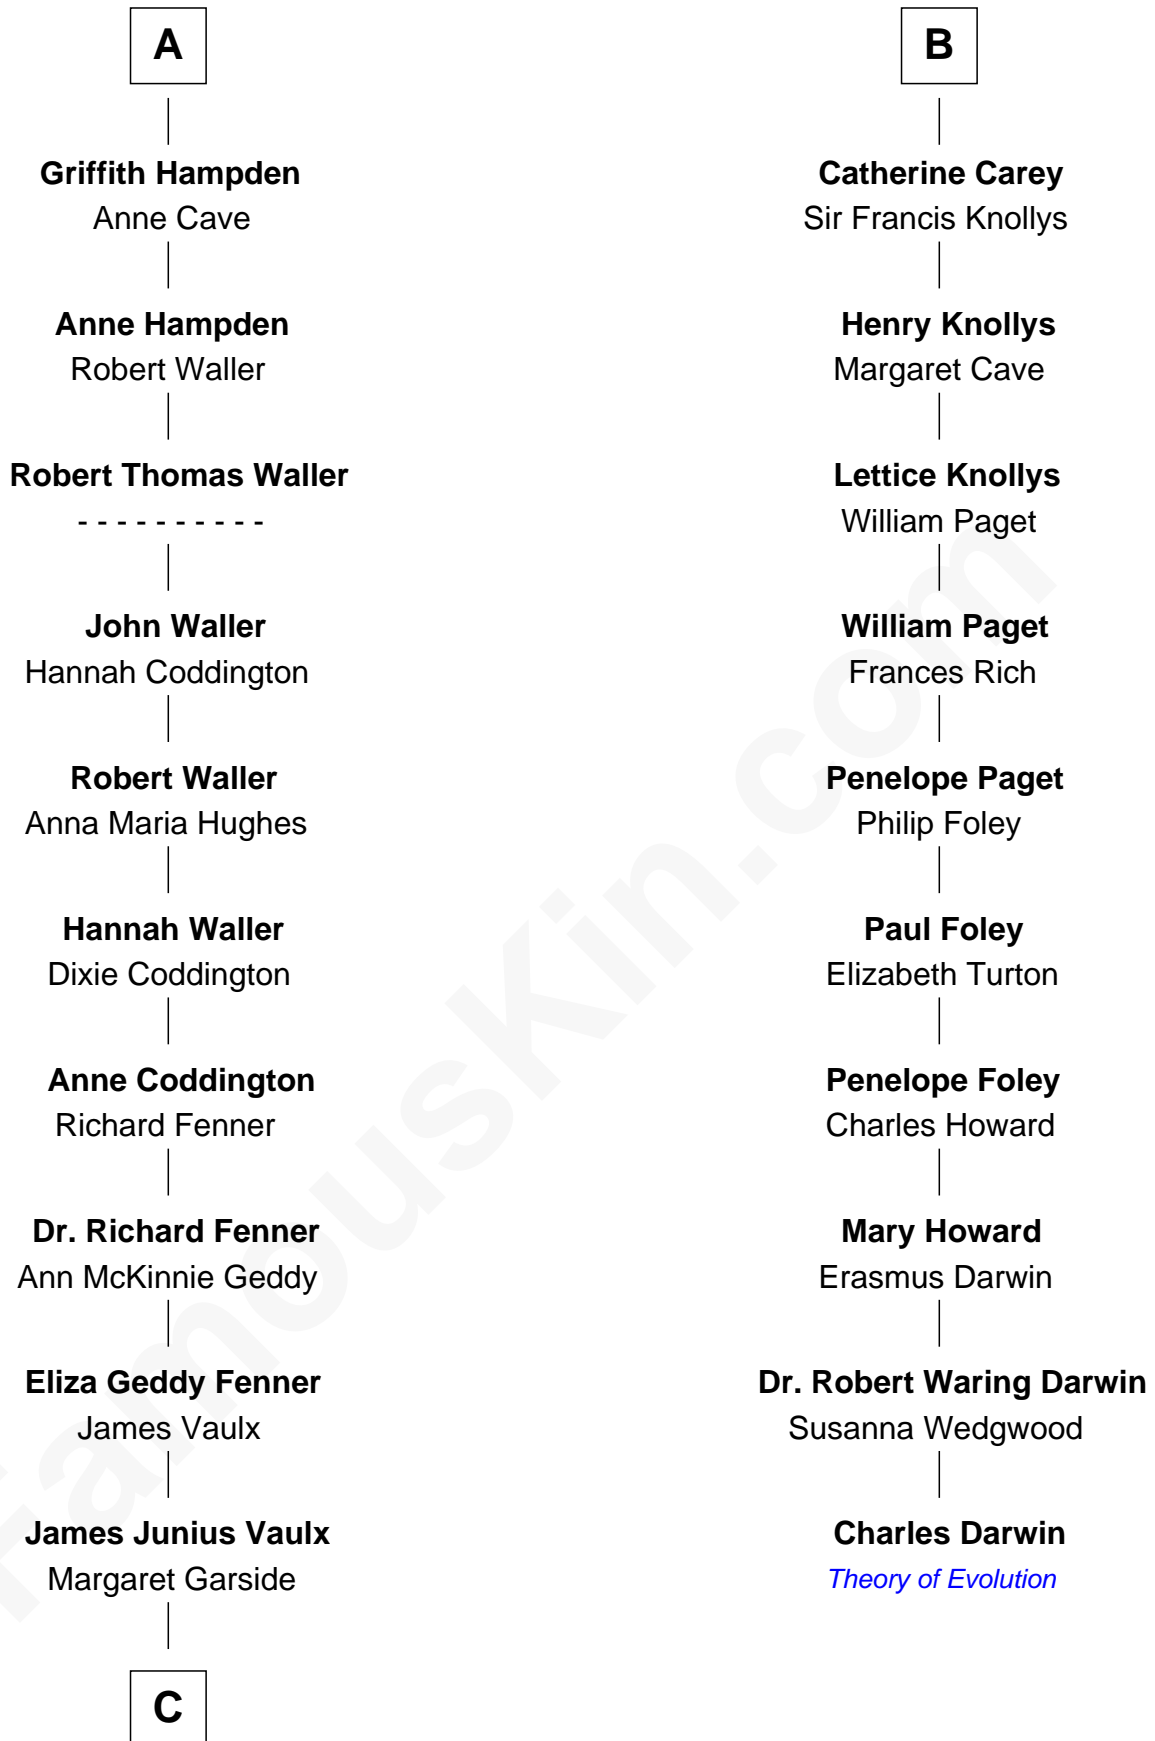 A
Griffith Hampden
Anne Cave
Anne Hampden
Robert Waller
Robert Thomas Waller
- - - - - - - - - -
John Waller
Hannah Coddington
Robert Waller
Anna Maria Hughes
Hannah Waller
Dixie Coddington
Anne Coddington
Richard Fenner
Dr. Richard Fenner
Ann McKinnie Geddy
Eliza Geddy Fenner
James Vaulx
James Junius Vaulx
Margaret Garside
C
B
Catherine Carey
Sir Francis Knollys
Henry Knollys
Margaret Cave
Lettice Knollys
William Paget
William Paget
Frances Rich
Penelope Paget
Philip Foley
Paul Foley
Elizabeth Turton
Penelope Foley
Charles Howard
Mary Howard
Erasmus Darwin
Dr. Robert Waring Darwin
Susanna Wedgwood
Charles Darwin
Theory of Evolution
FamousKin.com